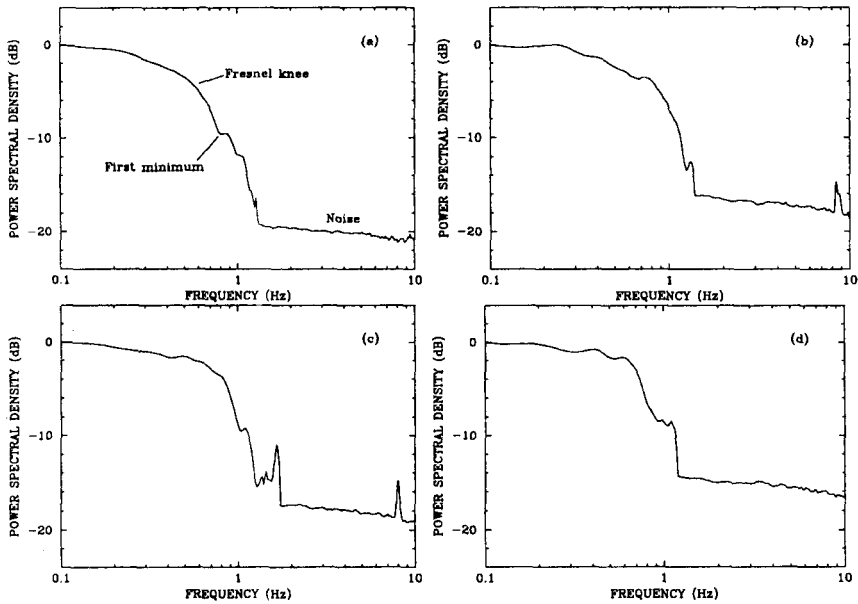 POWER SPECTRAL DENSITY (dB)
0
-10
-20
(a)
Fresnel knee
First minimum
Noise
0.1
1
10
FREQUENCY (Hz)
POWER SPECTRAL DENSITY (dB)
0
-10
-20
(b)
0.1
1
10
FREQUENCY (Hz)
POWER SPECTRAL DENSITY (dB)
0
-10
-20
(c)
0.1
1
10
FREQUENCY (Hz)
POWER SPECTRAL DENSITY (dB)
0
-10
-20
(d)
0.1
1
10
FREQUENCY (Hz)